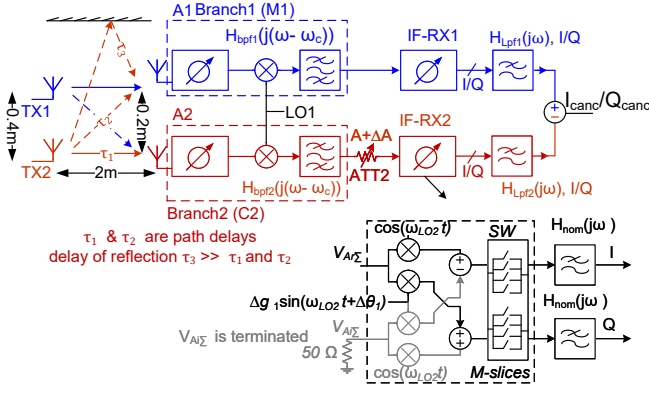 A1 Branch1 (M1)
H_bpf1(j(ω- ω_c))
IF-RX1
H_Lpf1(jω), I/Q
τ_3
TX1
I/Q
I_canc/Q_canc
0.4m
τ_2
0.2m
LO1
+
−
A2
A+ΔA
IF-RX2
TX2
τ_1
2m
ATT2
I/Q
H_bpf2(j(ω- ω_c))
H_Lpf2(jω), I/Q
Branch2 (C2)
τ_1 & τ_2 are path delays
delay of reflection τ_3 >> τ_1 and τ_2
cos(ω_LO2 t)
SW
H_nom(jω )
V_ArΣ
+
−
I
Δg_1sin(ω_LO2 t+Δθ_1)
H_nom(jω )
V_AiΣ is terminated
V_AiΣ
+
+
Q
50 Ω
cos(ω_LO2 t)
M-slices